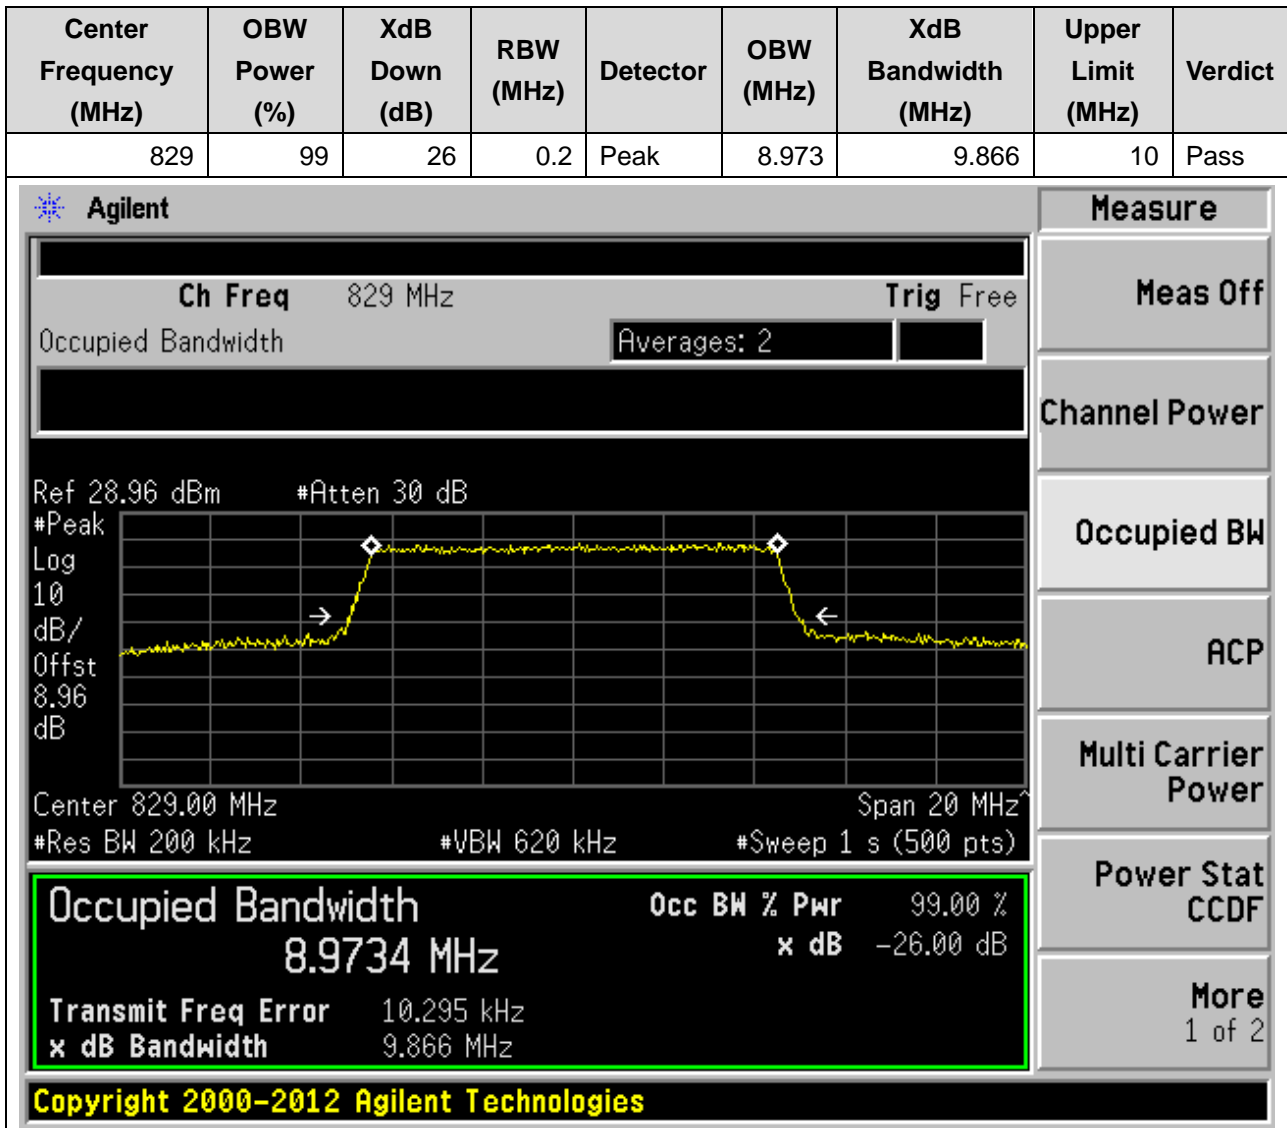 Center Frequency (MHz) OBW Power (%) XdB Down (dB) RBW (MHz) Detector OBW (MHz) XdB Bandwidth (MHz) Upper Limit (MHz) Verdict
829 99 26 0.2 Peak 8.973 9.866 10 Pass
Agilent
Measure
Ch Freq 829 MHz Trig Free
Meas Off
Occupied Bandwidth Averages: 2
Channel Power
Ref 28.96 dBm #Atten 30 dB
#Peak
Log
10
dB/
Offst
8.96
dB
Occupied BW
ACP
Multi Carrier
Power
Center 829.00 MHz Span 20 MHz^
#Res BW 200 kHz #VBW 620 kHz #Sweep 1 s (500 pts)
Power Stat
CCDF
Occupied Bandwidth Occ BW % Pwr 99.00 %
8.9734 MHz x dB -26.00 dB
Transmit Freq Error 10.295 kHz
x dB Bandwidth 9.866 MHz
More
1 of 2
Copyright 2000-2012 Agilent Technologies